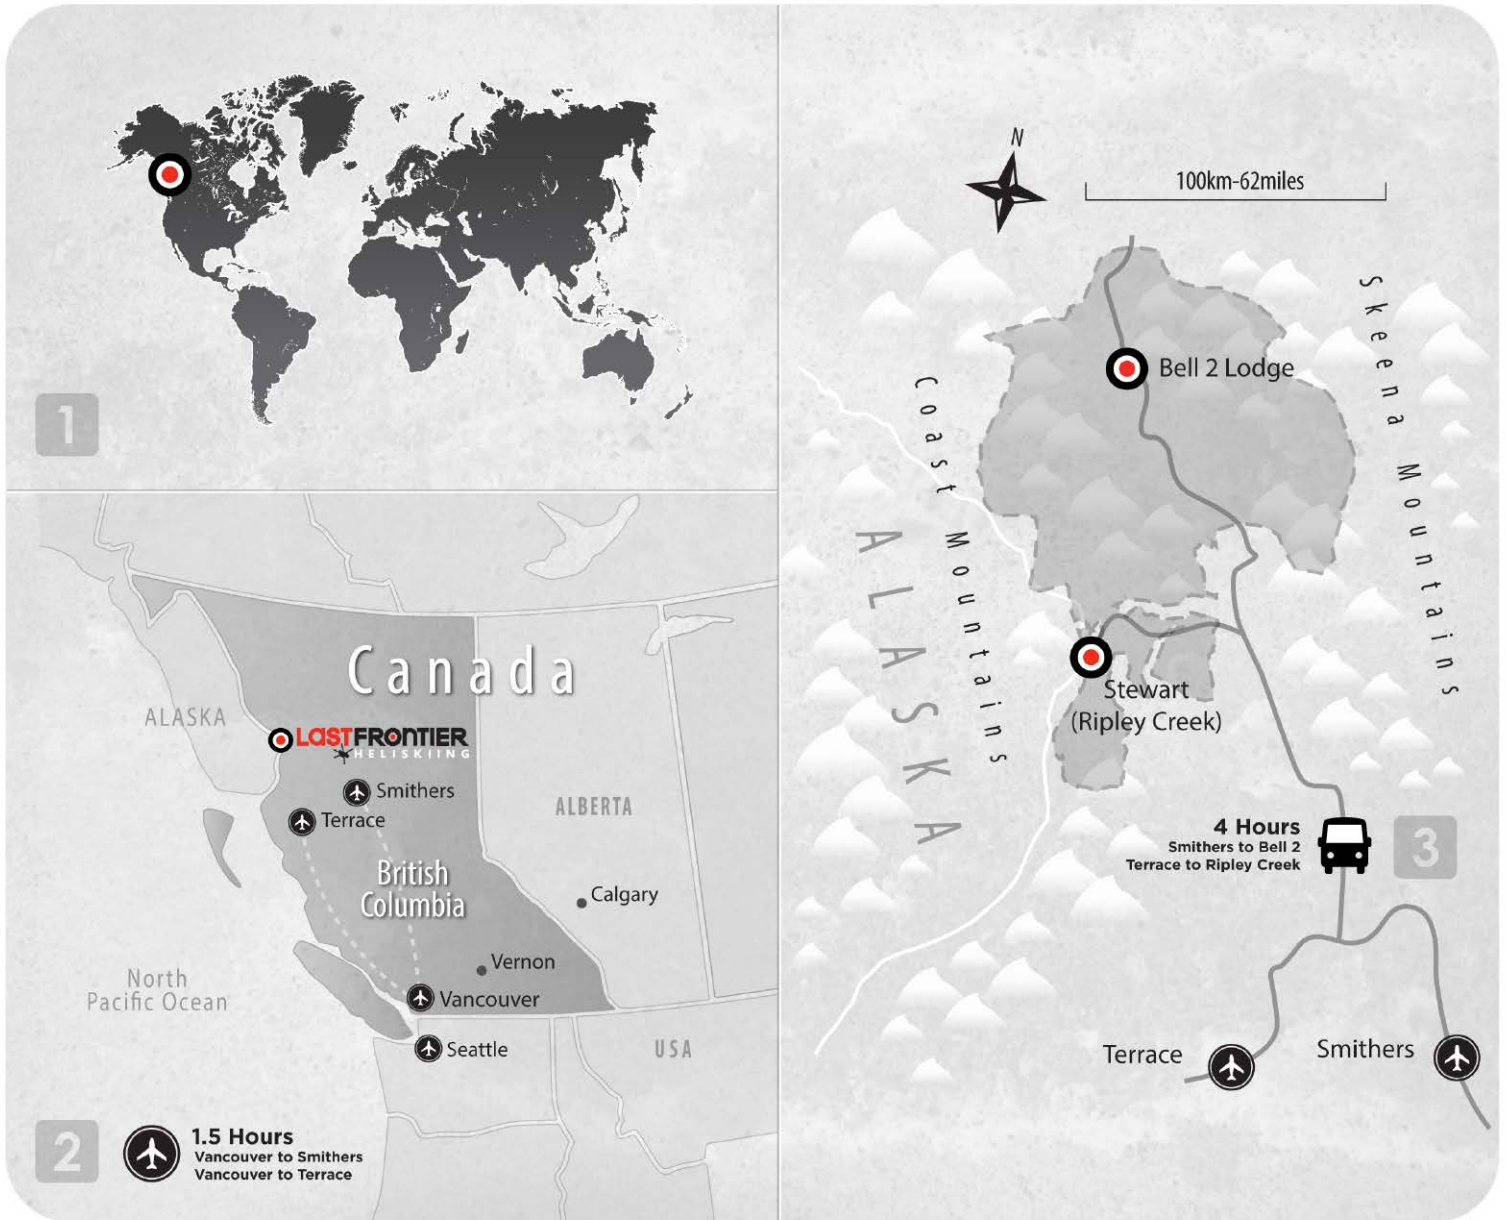 1
Canada
ALASKA
LASTFRONTIER
HELISKIING
Smithers
Terrace
ALBERTA
British
Columbia
Calgary
Vernon
North
Pacific Ocean
Vancouver
Seattle
USA
2
1.5 Hours
Vancouver to Smithers
Vancouver to Terrace
N
100km-62miles
Skeena Mountains
Bell 2 Lodge
Coast Mountains
ALASKA
Stewart
(Ripley Creek)
4 Hours
Smithers to Bell 2
Terrace to Ripley Creek
3
Terrace
Smithers